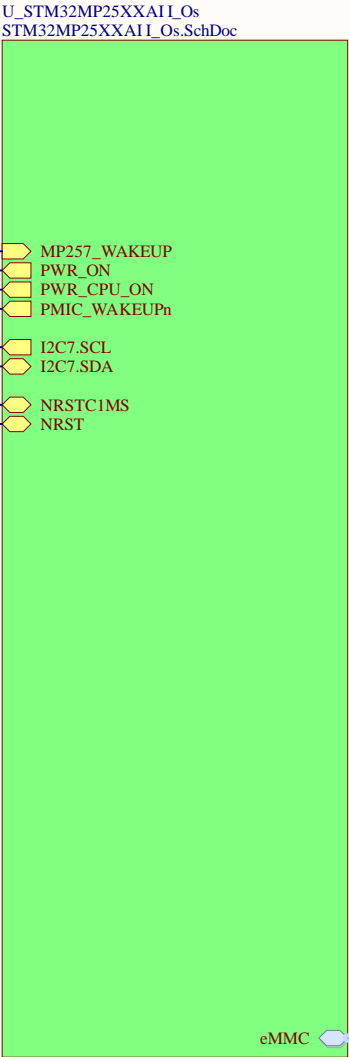 U_STM32MP25XXAI I_Os
STM32MP25XXAI I_Os.SchDoc
MP257_WAKEUP
PWR_ON
PWR_CPU_ON
PMIC_WAKEUPn
I2C7.SCL
I2C7.SDA
NRSTC1MS
NRST
eMMC